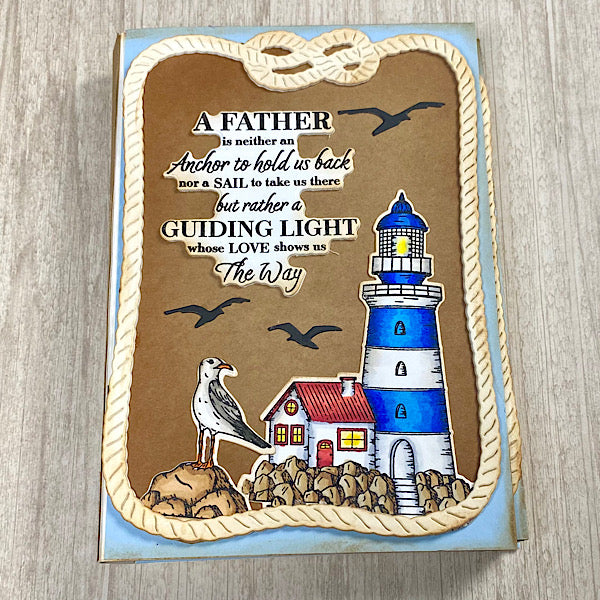 A FATHER
is neither an
Anchor to hold us back
nor a SAIL to take us there
but rather a
GUIDING LIGHT
whose LOVE shows us
The Way